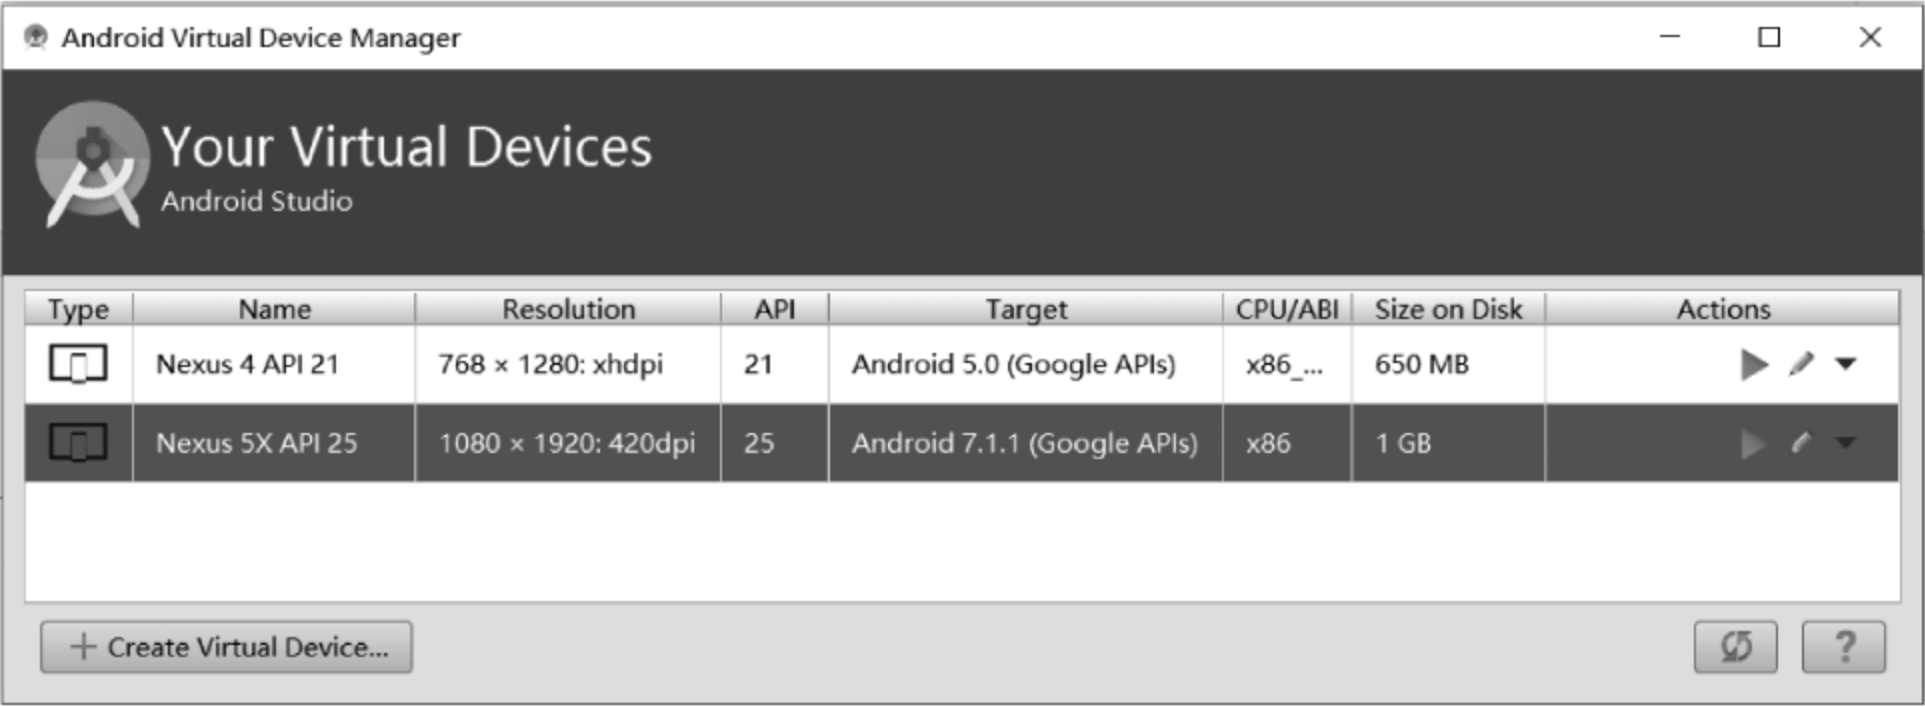 Android Virtual Device Manager
Your Virtual Devices
Android Studio
Type Name Resolution API Target CPU/ABI Size on Disk Actions
Nexus 4 API 21 768 × 1280: xhdpi 21 Android 5.0 (Google APIs) x86_... 650 MB
Nexus 5X API 25 1080 × 1920: 420dpi 25 Android 7.1.1 (Google APIs) x86 1 GB
+ Create Virtual Device... ?